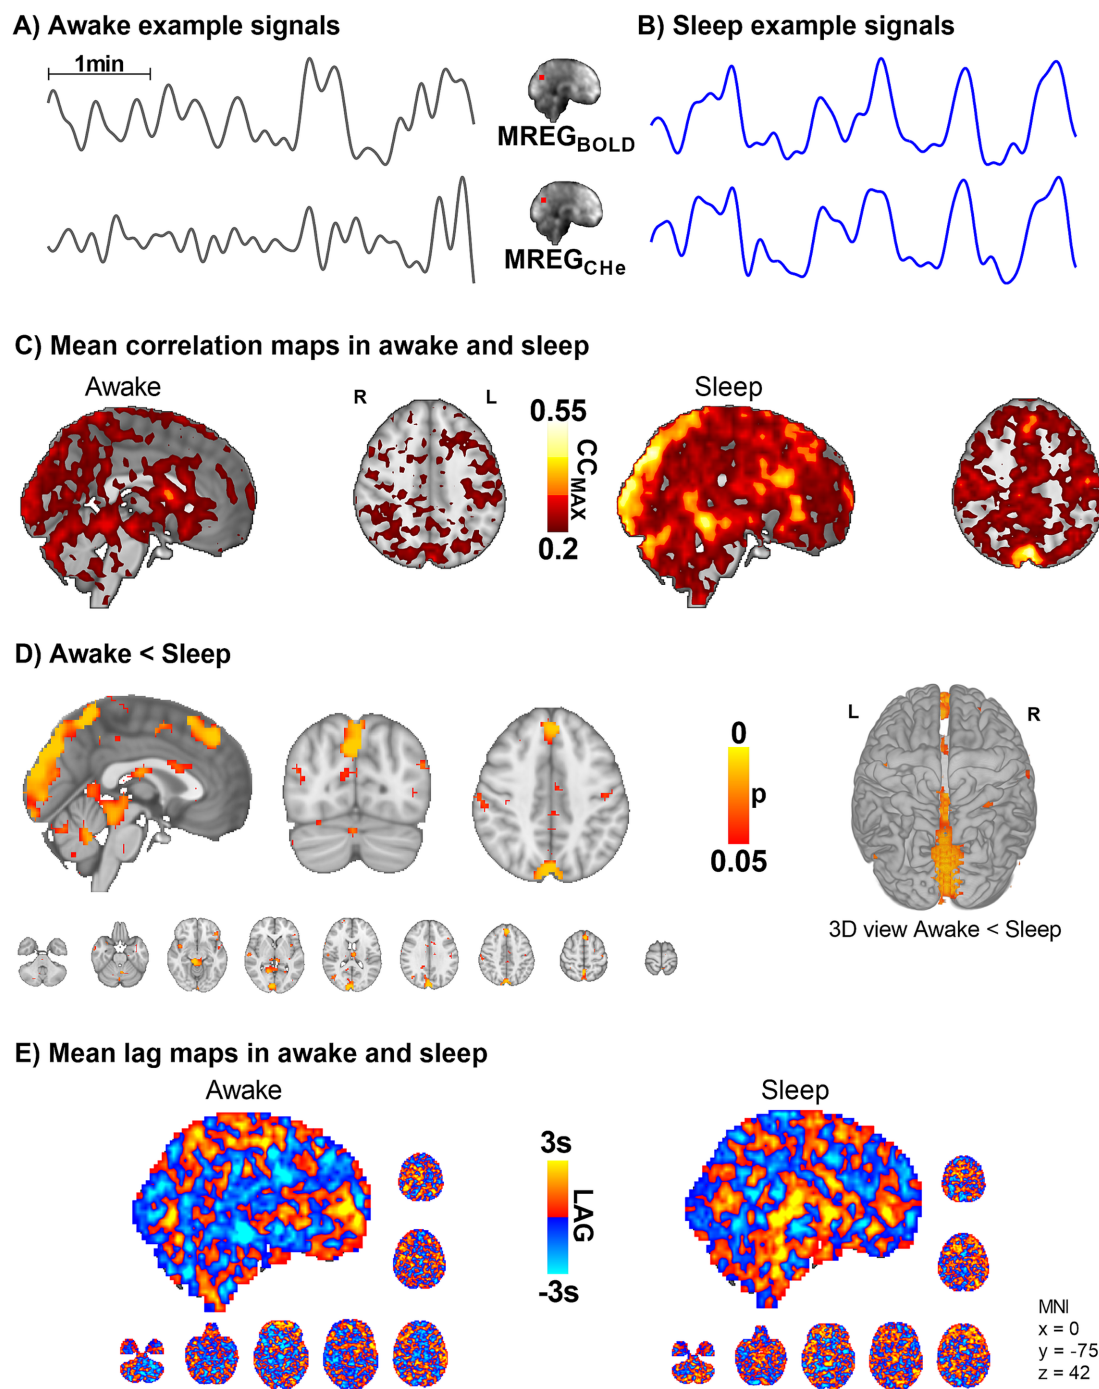 A) Awake example signals
B) Sleep example signals
1min
MREGBOLD
MREGCHe
C) Mean correlation maps in awake and sleep
Awake
Sleep
R
L
0.55
CCMAX
0.2
D) Awake < Sleep
L
R
0
p
0.05
3D view Awake < Sleep
E) Mean lag maps in awake and sleep
Awake
Sleep
3s
LAG
-3s
MNI
x = 0
y = -75
z = 42